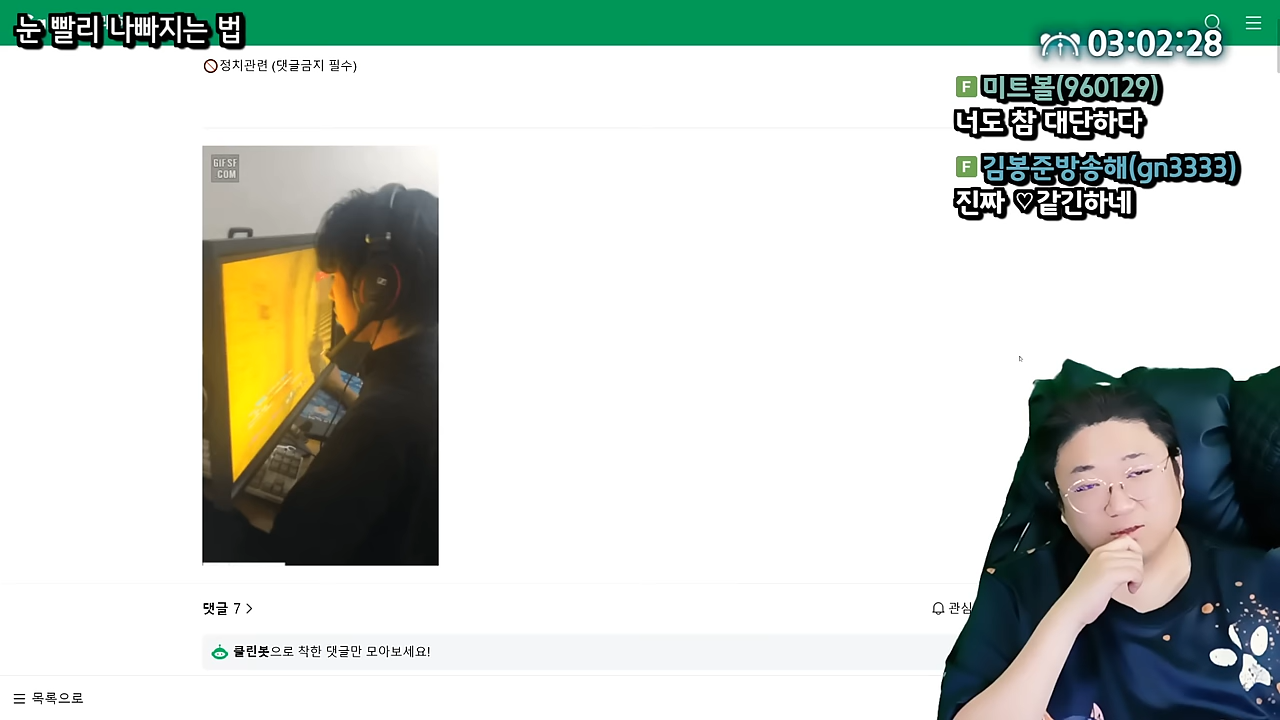 눈 빨리 나빠지는 법
03:02:28
🚫정치관련 (댓글금지 필수)
F 미트볼(960129)
너도 참 대단하다
F 김봉준방송해(gn3333)
진짜 ♡같긴하네
GIFSF
COM
댓글 7 >
관심
클린봇으로 착한 댓글만 모아보세요!
목록으로